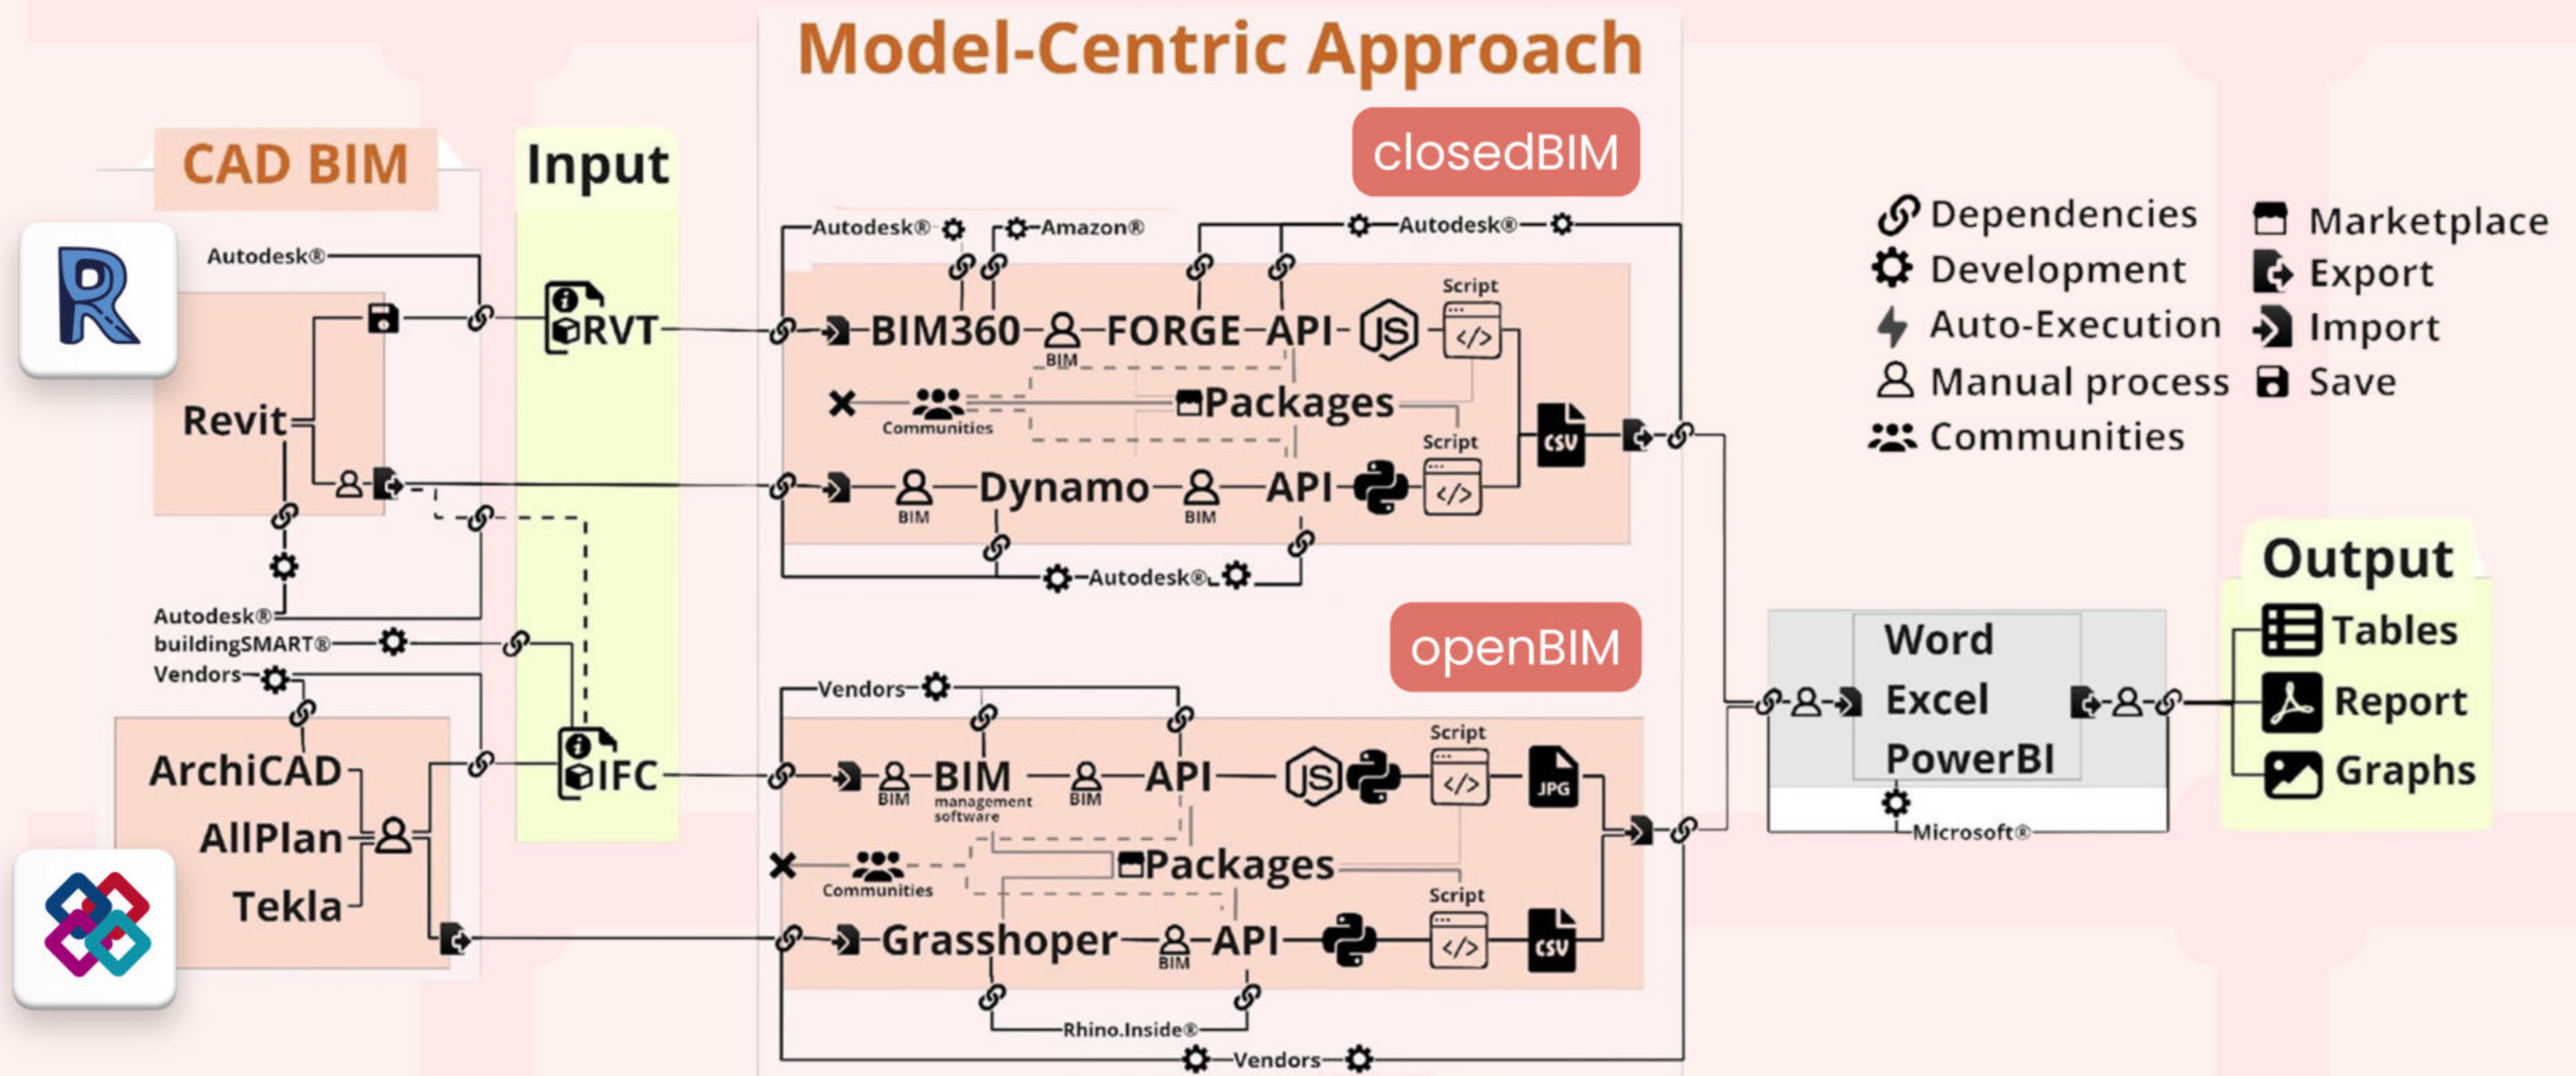 Model-Centric Approach
closedBIM
CAD BIM
Input
Autodesk®
R
Revit
RVT
Autodesk®
Amazon®
Autodesk®
BIM360
BIM
FORGE
API
JS
Script
</>
Communities
Packages
CSV
BIM
Dynamo
BIM
API
Script
</>
Autodesk®
Dependencies
Development
Auto-Execution
Manual process
Communities
Marketplace
Export
Import
Save
Autodesk®
buildingSMART®
Vendors
ArchiCAD
AllPlan
Tekla
IFC
openBIM
Vendors
BIM
BIM
management
software
BIM
API
JS
Script
</>
JPG
Communities
Packages
Grasshoper
BIM
API
Script
</>
CSV
Rhino.Inside®
Vendors
Word
Excel
PowerBI
Microsoft®
Output
Tables
Report
Graphs